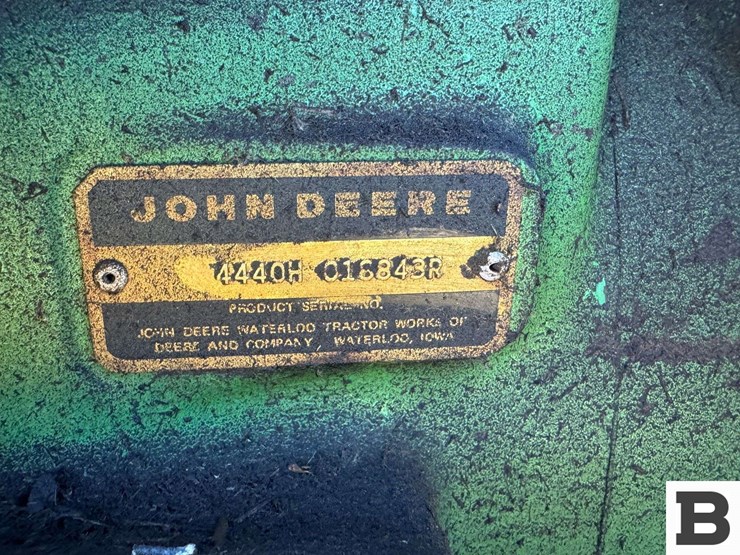 JOHN DEERE
4440H 016843R
PRODUCT SERIAL NO.
JOHN DEERE WATERLOO TRACTOR WORKS OF
DEERE AND COMPANY, WATERLOO, IOWA
B